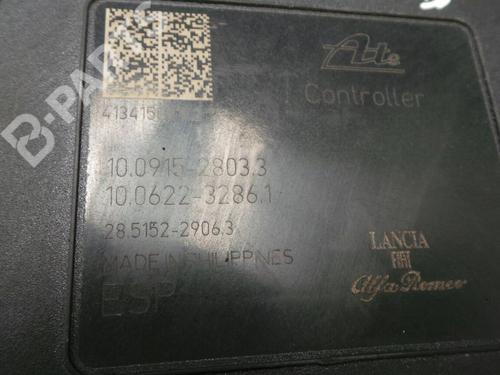 Ate
Controller
413415
10.0915-2803.3
10.0622-3286.1
28.5152-2906.3
MADE IN PHILIPPINES
ESP
LANCIA
FIAT
Alfa Romeo
B-PARTS